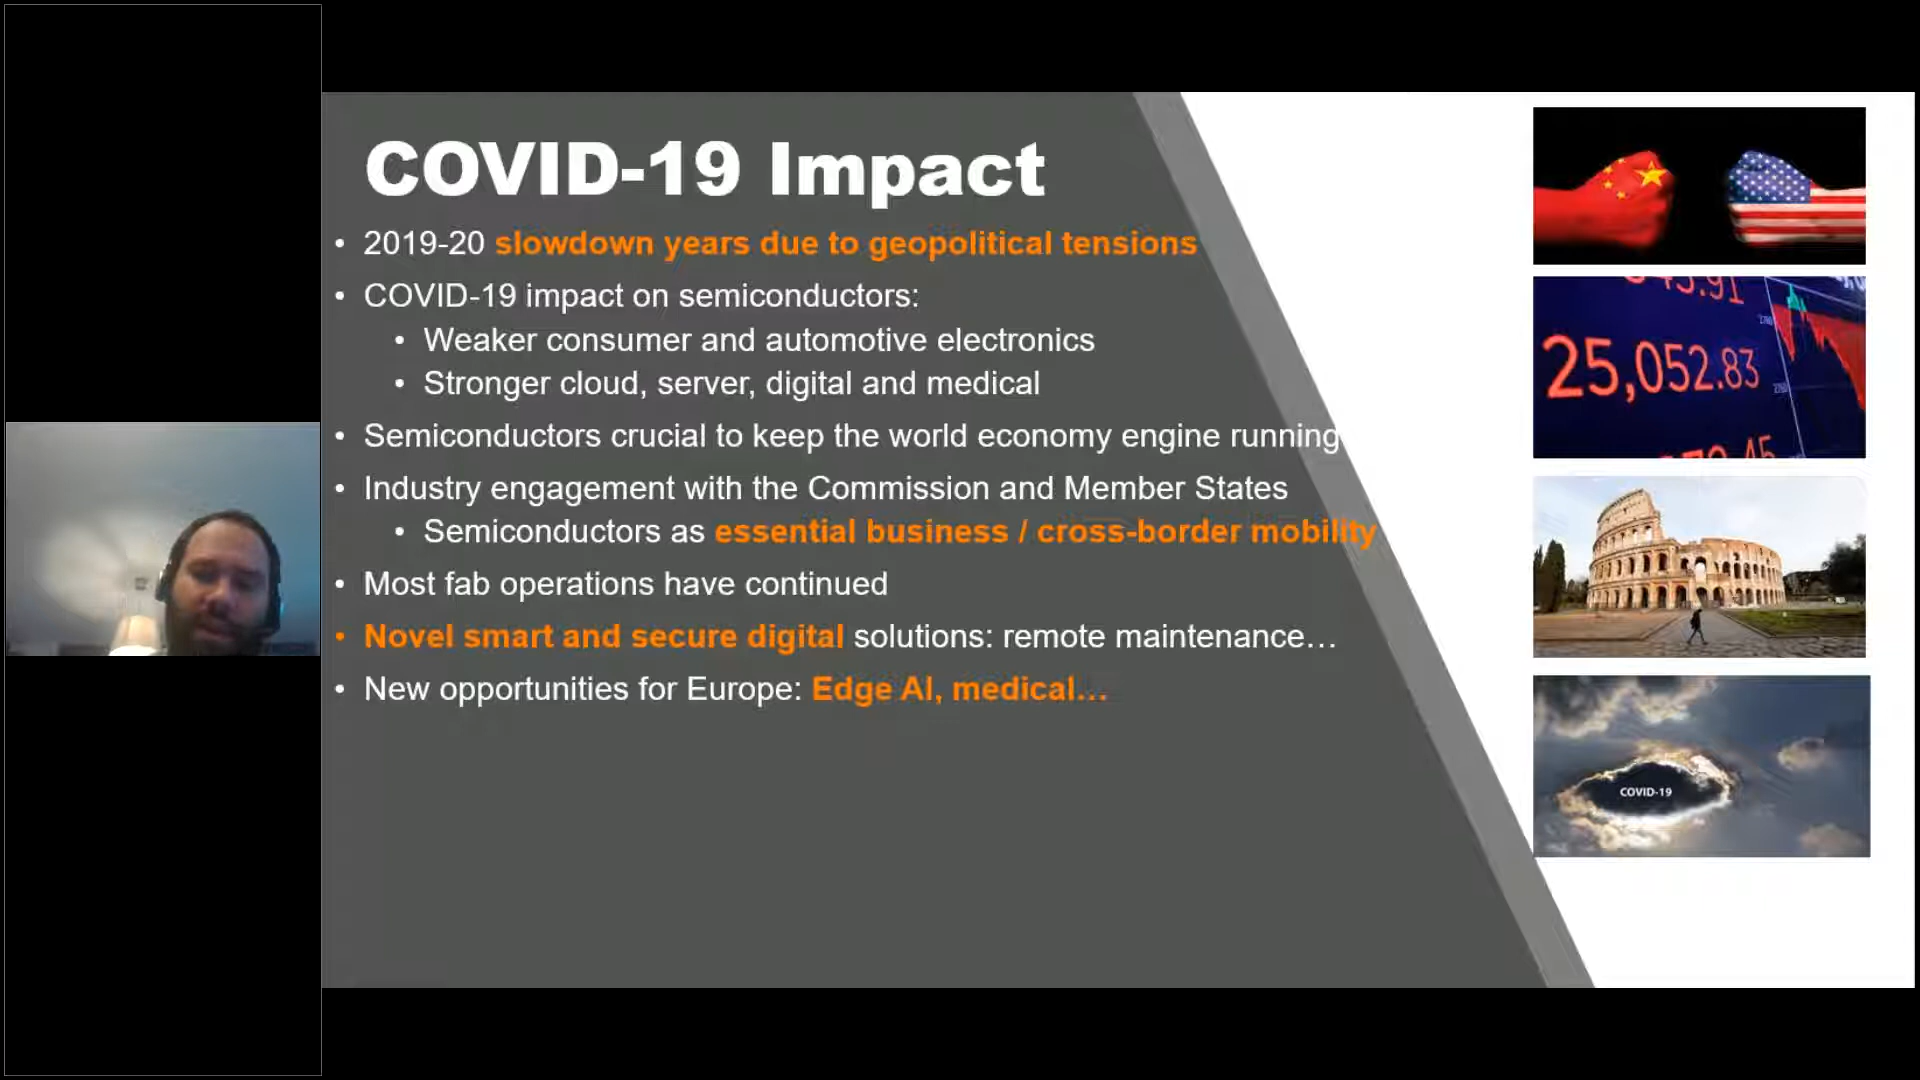 COVID-19 Impact
• 2019-20 slowdown years due to geopolitical tensions
• COVID-19 impact on semiconductors:
• Weaker consumer and automotive electronics
• Stronger cloud, server, digital and medical
• Semiconductors crucial to keep the world economy engine running
• Industry engagement with the Commission and Member States
• Semiconductors as essential business / cross-border mobility
• Most fab operations have continued
• Novel smart and secure digital solutions: remote maintenance…
• New opportunities for Europe: Edge AI, medical…
25,052.83
COVID-19